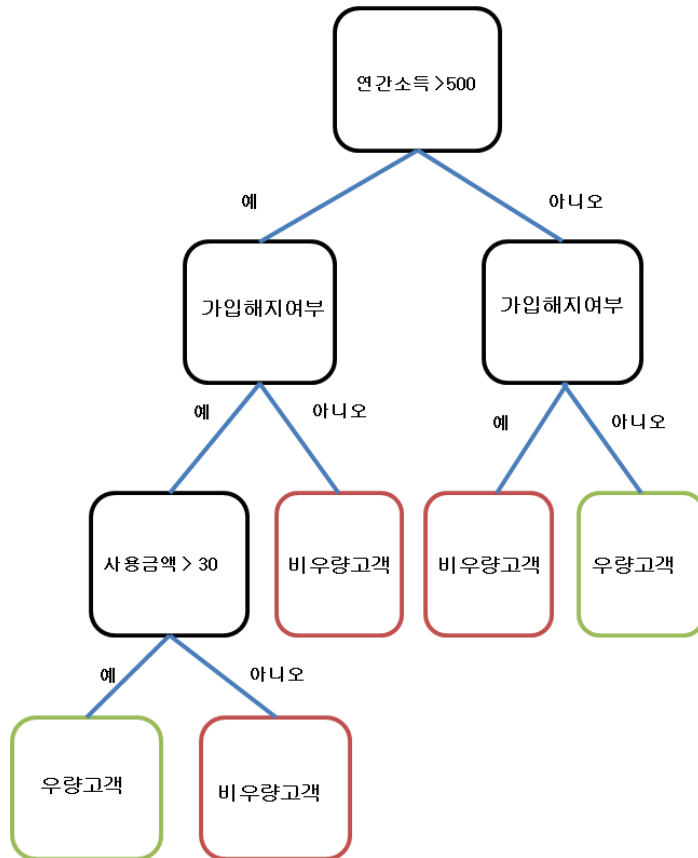 연간소득 >500
예
아니오
가입해지여부
가입해지여부
예
아니오
예
아니오
사용금액 > 30
비우량고객
비우량고객
우량고객
예
아니오
우량고객
비우량고객